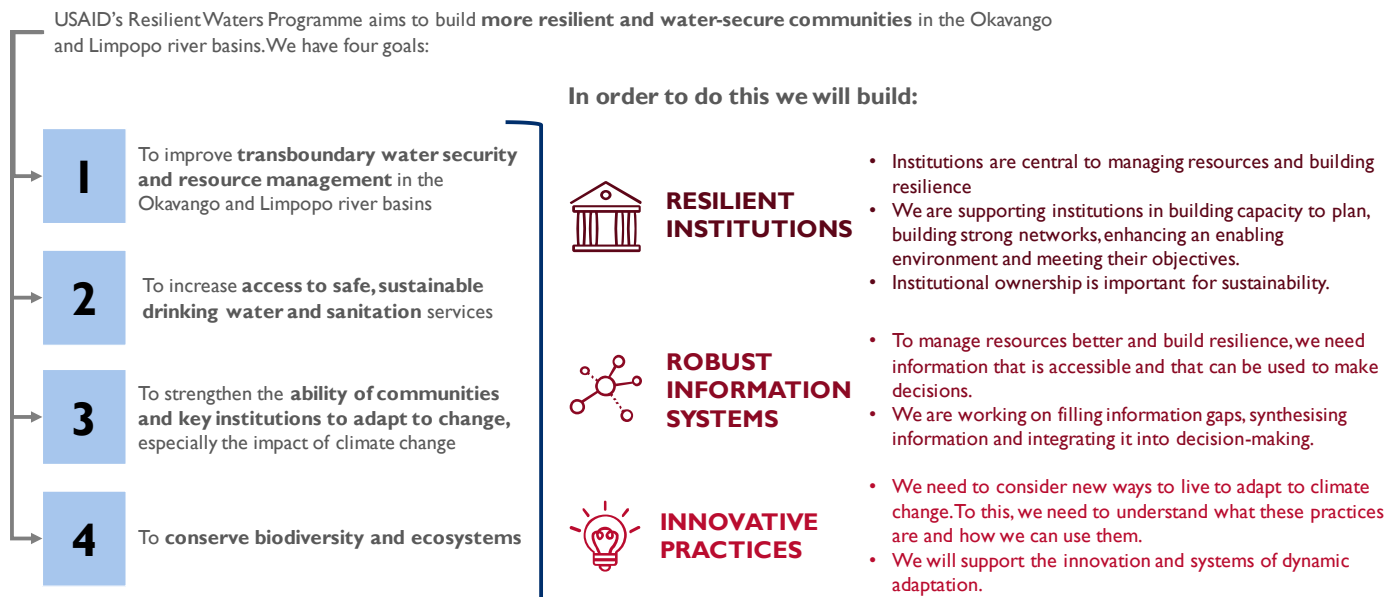 USAID's Resilient Waters Programme aims to build more resilient and water-secure communities in the Okavango
and Limpopo river basins. We have four goals:
1
To improve transboundary water security
and resource management in the
Okavango and Limpopo river basins
2
To increase access to safe, sustainable
drinking water and sanitation services
3
To strengthen the ability of communities
and key institutions to adapt to change,
especially the impact of climate change
4
To conserve biodiversity and ecosystems
In order to do this we will build:
RESILIENT
INSTITUTIONS
• Institutions are central to managing resources and building
resilience
• We are supporting institutions in building capacity to plan,
building strong networks, enhancing an enabling
environment and meeting their objectives.
• Institutional ownership is important for sustainability.
ROBUST
INFORMATION
SYSTEMS
• To manage resources better and build resilience, we need
information that is accessible and that can be used to make
decisions.
• We are working on filling information gaps, synthesising
information and integrating it into decision-making.
INNOVATIVE
PRACTICES
• We need to consider new ways to live to adapt to climate
change. To this, we need to understand what these practices
are and how we can use them.
• We will support the innovation and systems of dynamic
adaptation.